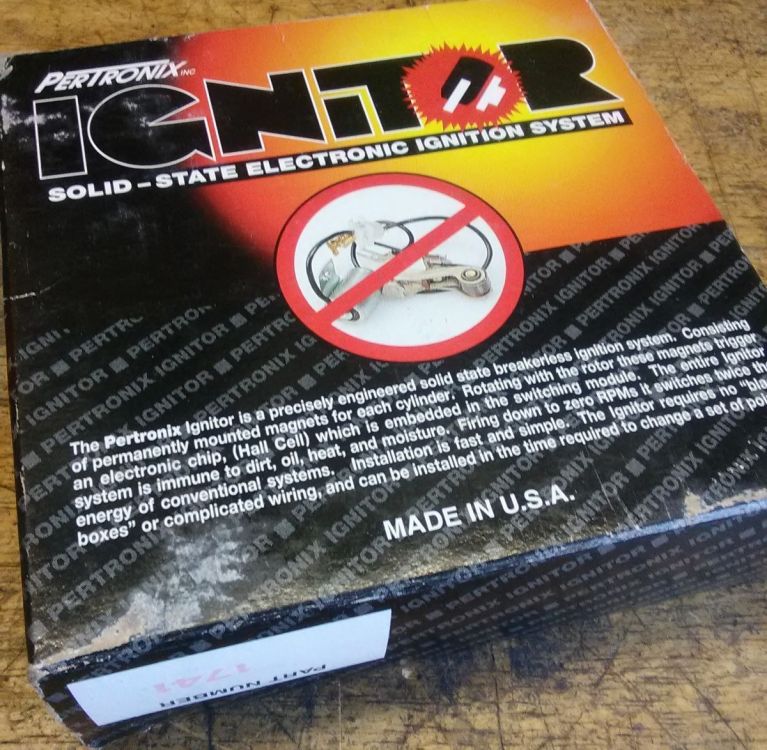 PERTRONIX INC
IGNITOR
SOLID - STATE ELECTRONIC IGNITION SYSTEM
The Pertronix Ignitor is a precisely engineered solid state breakerless ignition system. Consisting
of permanently mounted magnets for each cylinder. Rotating with the rotor these magnets trigger
an electronic chip, (Hall Cell) which is embedded in the switching module. The entire Ignitor
system is immune to dirt, oil, heat, and moisture. Firing down to zero RPMs it switches twice the
energy of conventional systems. Installation is fast and simple. The Ignitor requires no "bl
boxes" or complicated wiring, and can be installed in the time required to change a set of poi
MADE IN U.S.A.
PERTRONIX IGNITOR
PART NUMBER
1741